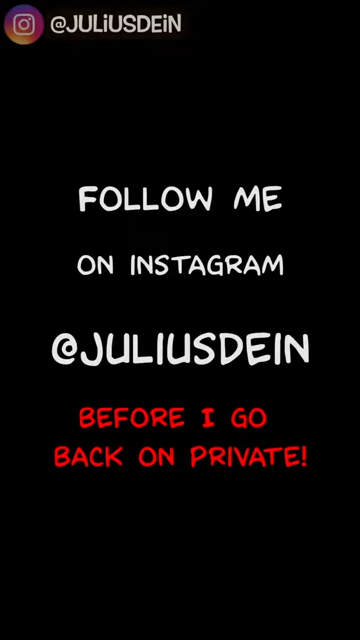 @JULiUSDEiN
FOLLOW ME
ON INSTAGRAM
@JULIUSDEIN
BEFORE I GO
BACK ON PRIVATE!